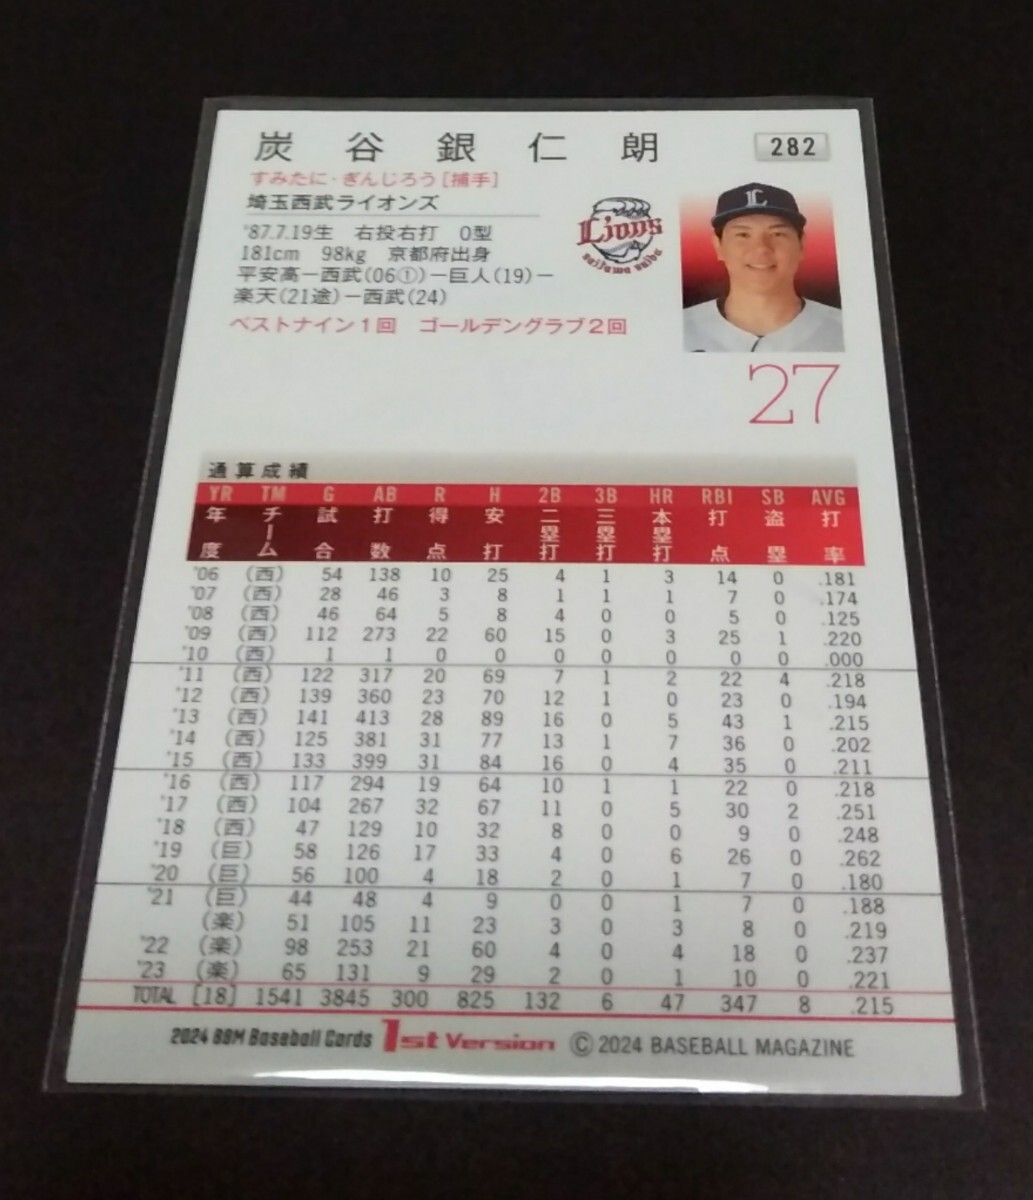 炭谷銀仁朗 282
すみたに・ぎんじろう[捕手]
埼玉西武ライオンズ
'87.7.19生 右投右打 O型
181cm 98kg 京都府出身
平安高－西武(06①)－巨人(19)－
楽天(21途)－西武(24)
ベストナイン1回 ゴールデングラブ2回
Lions
Saitama Seibu
L
27
通算成績
YR TM G AB R H 2B 3B HR RBI SB AVG
年度 チーム 試合 打数 得点 安打 二塁打 三塁打 本塁打 打点 盗塁 打率
'06 (西) 54 138 10 25 4 1 3 14 0 .181
'07 (西) 28 46 3 8 1 1 1 7 0 .174
'08 (西) 46 64 5 8 4 0 0 5 0 .125
'09 (西) 112 273 22 60 15 0 3 25 1 .220
'10 (西) 1 1 0 0 0 0 0 0 0 .000
'11 (西) 122 317 20 69 7 1 2 22 4 .218
'12 (西) 139 360 23 70 12 1 0 23 0 .194
'13 (西) 141 413 28 89 16 0 5 43 1 .215
'14 (西) 125 381 31 77 13 1 7 36 0 .202
'15 (西) 133 399 31 84 16 0 4 35 0 .211
'16 (西) 117 294 19 64 10 1 1 22 0 .218
'17 (西) 104 267 32 67 11 0 5 30 2 .251
'18 (西) 47 129 10 32 8 0 0 9 0 .248
'19 (巨) 58 126 17 33 4 0 6 26 0 .262
'20 (巨) 56 100 4 18 2 0 1 7 0 .180
'21 (巨) 44 48 4 9 0 0 1 7 0 .188
(楽) 51 105 11 23 3 0 3 8 0 .219
'22 (楽) 98 253 21 60 4 0 4 18 0 .237
'23 (楽) 65 131 9 29 2 0 1 10 0 .221
TOTAL [18] 1541 3845 300 825 132 6 47 347 8 .215
2024 BBM Baseball Cards 1st Version © 2024 BASEBALL MAGAZINE